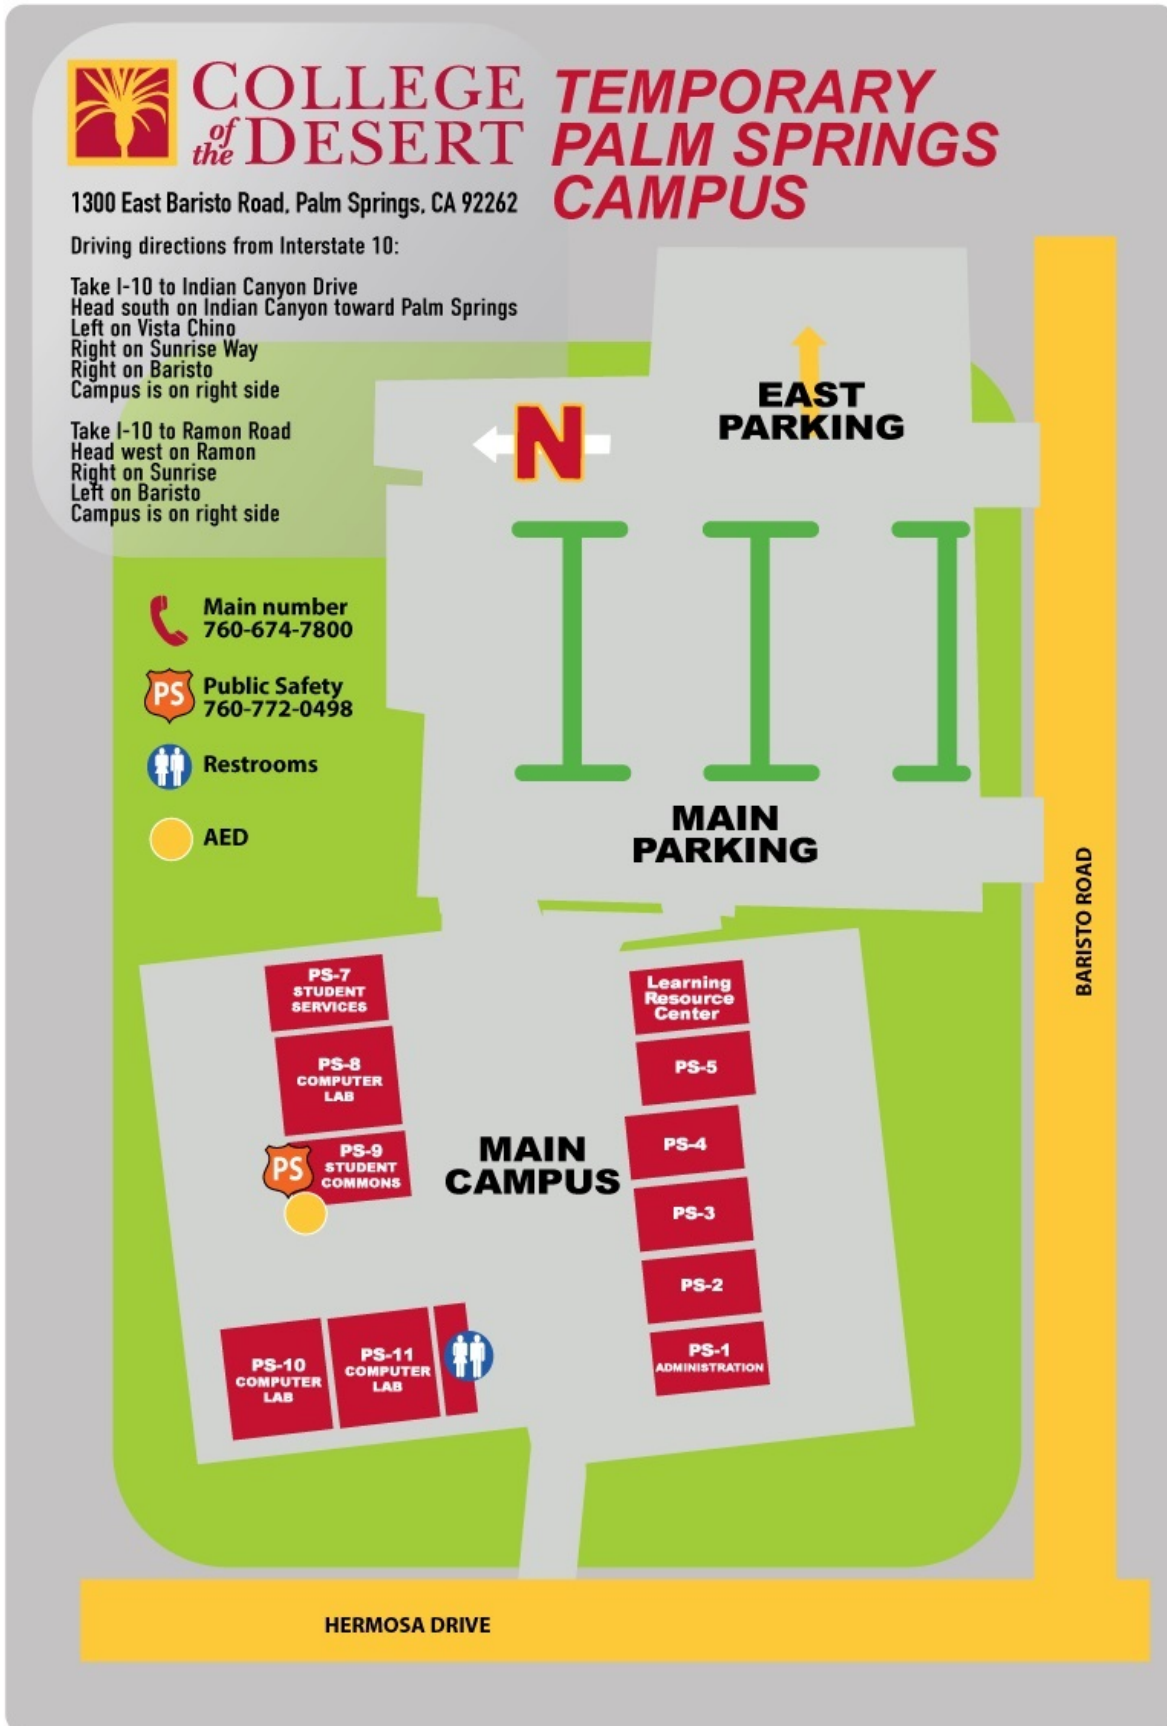 COLLEGE
of the DESERT
TEMPORARY
PALM SPRINGS
CAMPUS
1300 East Baristo Road, Palm Springs, CA 92262
Driving directions from Interstate 10:
Take I-10 to Indian Canyon Drive
Head south on Indian Canyon toward Palm Springs
Left on Vista Chino
Right on Sunrise Way
Right on Baristo
Campus is on right side
Take I-10 to Ramon Road
Head west on Ramon
Right on Sunrise
Left on Baristo
Campus is on right side
EAST
PARKING
N
Main number
760-674-7800
PS
Public Safety
760-772-0498
Restrooms
AED
MAIN
PARKING
BARISTO ROAD
PS-7
STUDENT
SERVICES
PS-8
COMPUTER
LAB
PS
PS-9
STUDENT
COMMONS
MAIN
CAMPUS
Learning
Resource
Center
PS-5
PS-4
PS-3
PS-2
PS-1
ADMINISTRATION
PS-10
COMPUTER
LAB
PS-11
COMPUTER
LAB
HERMOSA DRIVE